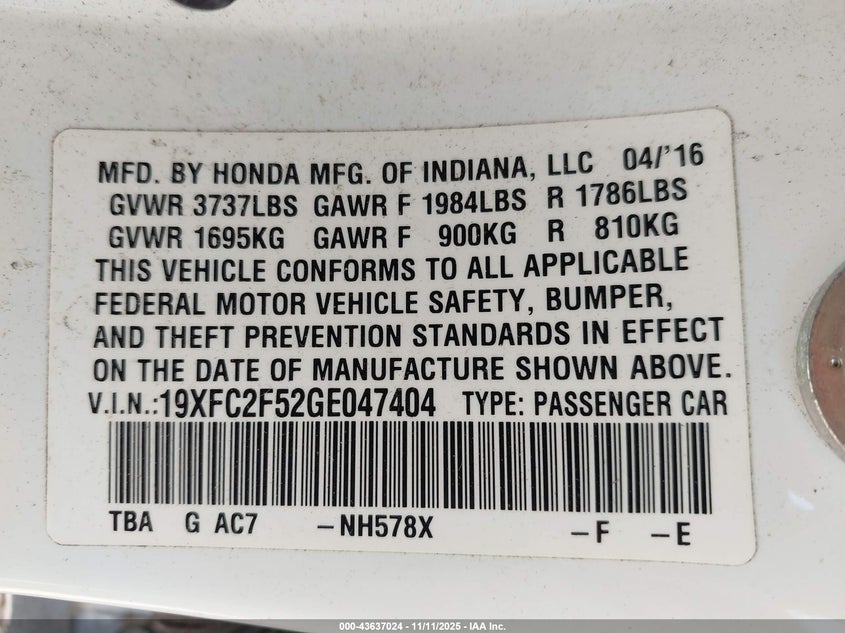 MFD. BY HONDA MFG. OF INDIANA, LLC 04/'16
GVWR 3737LBS GAWR F 1984LBS R 1786LBS
GVWR 1695KG GAWR F 900KG R 810KG
THIS VEHICLE CONFORMS TO ALL APPLICABLE
FEDERAL MOTOR VEHICLE SAFETY, BUMPER,
AND THEFT PREVENTION STANDARDS IN EFFECT
ON THE DATE OF MANUFACTURE SHOWN ABOVE.
V.I.N.:19XFC2F52GE047404 TYPE: PASSENGER CAR
TBA G AC7 –NH578X –F –E
000-43637024 - 11/11/2025 - IAA Inc.